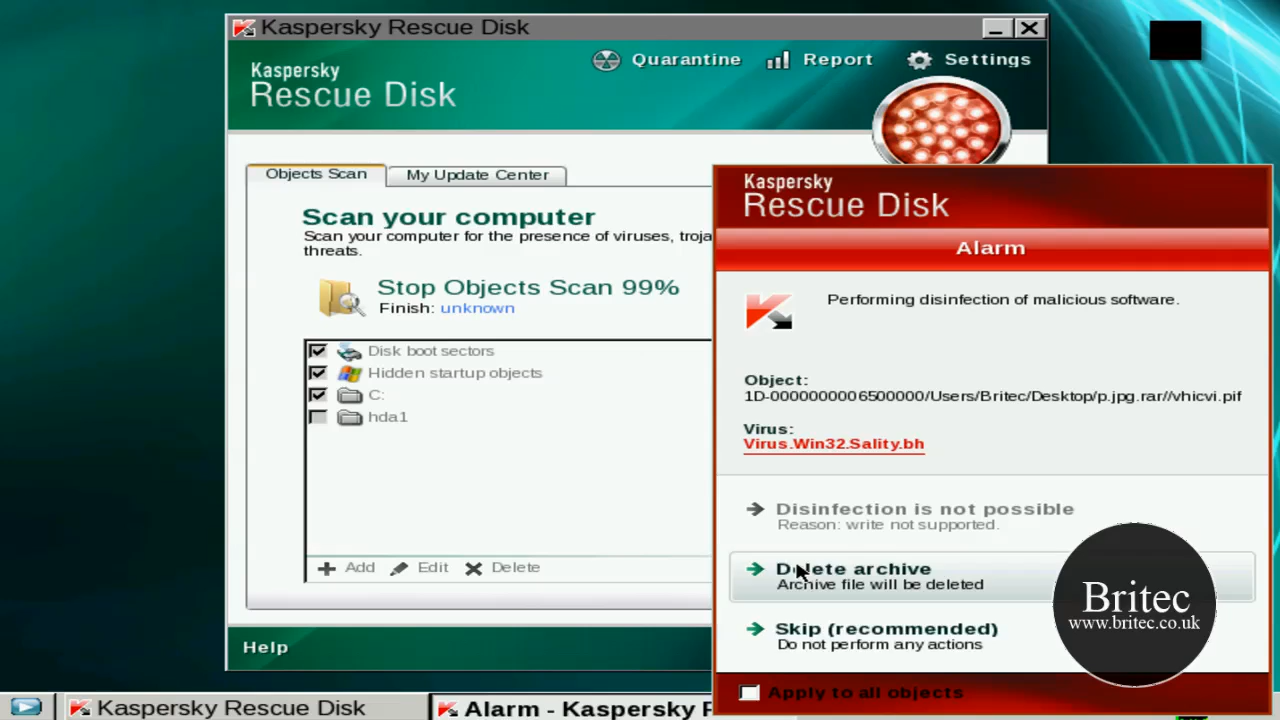 Kaspersky Rescue Disk
Quarantine
Report
Settings
Kaspersky
Rescue Disk
Objects Scan
My Update Center
Scan your computer
Scan your computer for the presence of viruses, troja
threats.
Stop Objects Scan 99%
Finish: unknown
Disk boot sectors
Hidden startup objects
C:
hda1
Add
Edit
Delete
Help
Kaspersky
Rescue Disk
Alarm
Performing disinfection of malicious software.
Object:
1D-0000000006500000/Users/Britec/Desktop/p.jpg.rar//vhicvi.pif
Virus:
Virus.Win32.Sality.bh
Disinfection is not possible
Reason: write not supported.
Delete archive
Archive file will be deleted
Skip (recommended)
Do not perform any actions
Apply to all objects
Britec
www.britec.co.uk
Kaspersky Rescue Disk
Alarm - Kaspersky R